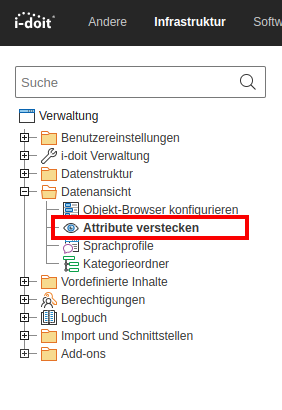 i-doit Andere Infrastruktur
Suche
Verwaltung
Benutzereinstellungen
i-doit Verwaltung
Datenstruktur
Datenansicht
Objekt-Browser konfigurieren
Attribute verstecken
Sprachprofile
Kategorieordner
Vordefinierte Inhalte
Berechtigungen
Logbuch
Import und Schnittstellen
Add-ons